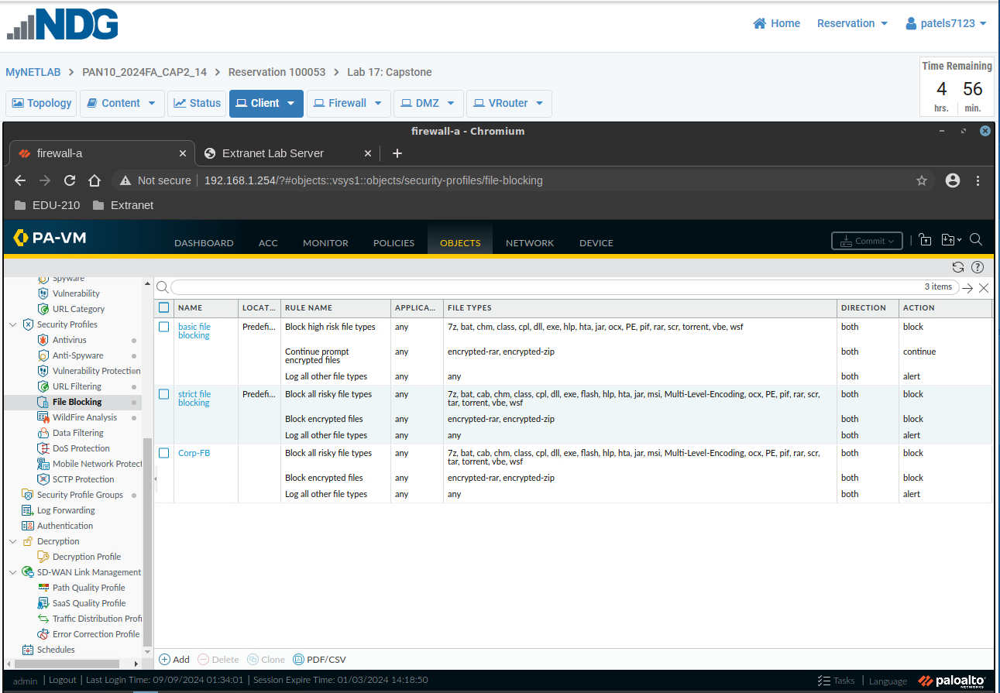 NDG
Home Reservation patels7123
MyNETLAB > PAN10_2024FA_CAP2_14 > Reservation 100053 > Lab 17: Capstone
Time Remaining
4 56
hrs. min.
Topology Content Status Client Firewall DMZ VRouter
firewall-a - Chromium
firewall-a Extranet Lab Server
Not secure 192.168.1.254/?#objects::vsys1::objects/security-profiles/file-blocking
EDU-210 Extranet
PA-VM DASHBOARD ACC MONITOR POLICIES OBJECTS NETWORK DEVICE Commit
Spyware
Vulnerability
URL Category
Security Profiles
Antivirus
Anti-Spyware
Vulnerability Protection
URL Filtering
File Blocking
WildFire Analysis
Data Filtering
DoS Protection
Mobile Network Protect
SCTP Protection
Security Profile Groups
Log Forwarding
Authentication
Decryption
Decryption Profile
SD-WAN Link Management
Path Quality Profile
SaaS Quality Profile
Traffic Distribution Profi
Error Correction Profile
Schedules
3 items
NAME LOCAT... RULE NAME APPLICA... FILE TYPES DIRECTION ACTION
basic file blocking Predefi... Block high risk file types any 7z, bat, chm, class, cpl, dll, exe, hlp, hta, jar, ocx, PE, pif, rar, scr, torrent, vbe, wsf both block
Continue prompt encrypted files any encrypted-rar, encrypted-zip both continue
Log all other file types any any both alert
strict file blocking Predefi... Block all risky file types any 7z, bat, cab, chm, class, cpl, dll, exe, flash, hlp, hta, jar, msi, Multi-Level-Encoding, ocx, PE, pif, rar, scr, tar, torrent, vbe, wsf both block
Block encrypted files any encrypted-rar, encrypted-zip both block
Log all other file types any any both alert
Corp-FB Block all risky file types any 7z, bat, cab, chm, class, cpl, dll, exe, flash, hlp, hta, jar, msi, Multi-Level-Encoding, ocx, PE, pif, rar, scr, tar, torrent, vbe, wsf both block
Block encrypted files any encrypted-rar, encrypted-zip both block
Log all other file types any any both alert
Add Delete Clone PDF/CSV
admin | Logout | Last Login Time: 09/09/2024 01:34:01 | Session Expire Time: 01/03/2024 14:18:50 Tasks | Language paloalto NETWORKS